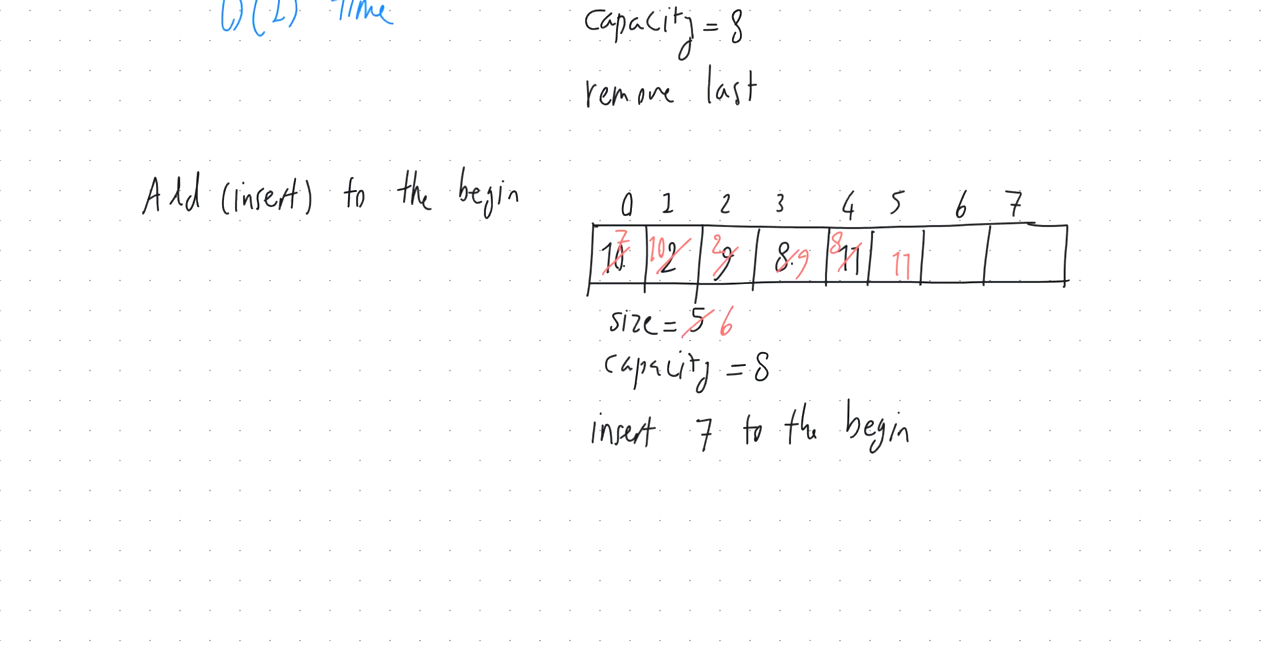 O(1) Time
capacity = 8
remove last
Add (insert) to the begin
0 1 2 3 4 5 6 7
7 10 2 9 8 11
10 2 9 8 11
size = 5 6
capacity = 8
insert 7 to the begin